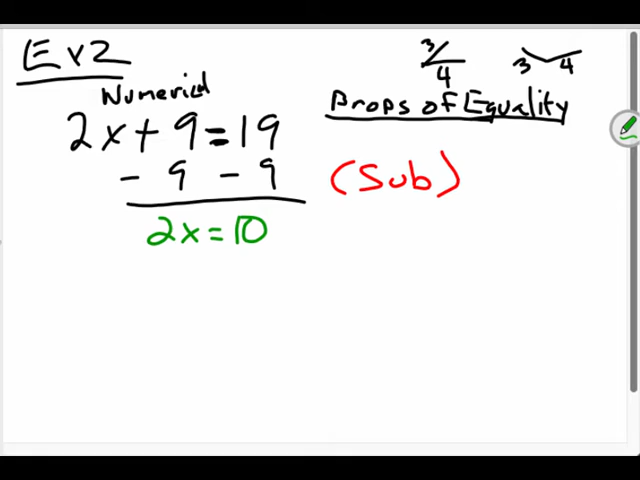 Ex2
3/4
3 4
Numerical
Props of Equality
2x + 9 = 19
- 9 - 9 (Sub)
2x = 10